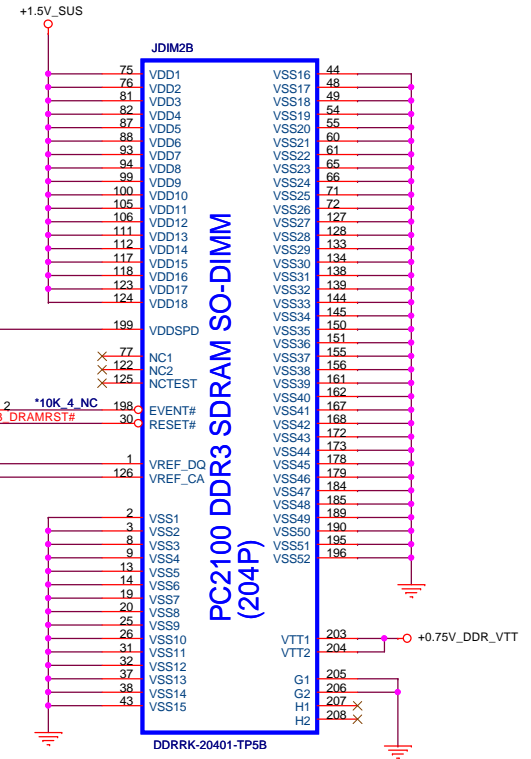 +1.5V_SUS
JDIM2B
75 VDD1 VSS16 44
76 VDD2 VSS17 48
81 VDD3 VSS18 49
82 VDD4 VSS19 54
87 VDD5 VSS20 55
88 VDD6 VSS21 60
93 VDD7 VSS22 61
94 VDD8 VSS23 65
99 VDD9 VSS24 66
100 VDD10 VSS25 71
105 VDD11 VSS26 72
106 VDD12 VSS27 127
111 VDD13 VSS28 128
112 VDD14 VSS29 133
117 VDD15 VSS30 134
118 VDD16 VSS31 138
123 VDD17 VSS32 139
124 VDD18 VSS33 144
VSS34 145
199 VDDSPD VSS35 150
VSS36 151
77 NC1 VSS37 155
122 NC2 VSS38 156
125 NCTEST VSS39 161
VSS40 162
2 *10K_4_NC 198 EVENT# VSS41 167
_DRAMRST# 30 RESET# VSS42 168
VSS43 172
VSS44 173
1 VREF_DQ VSS45 178
126 VREF_CA VSS46 179
VSS47 184
VSS48 185
2 VSS1 VSS49 189
3 VSS2 VSS50 190
8 VSS3 VSS51 195
9 VSS4 VSS52 196
13 VSS5
14 VSS6
19 VSS7
20 VSS8
25 VSS9
26 VSS10 VTT1 203 +0.75V_DDR_VTT
31 VSS11 VTT2 204
32 VSS12
37 VSS13 G1 205
38 VSS14 G2 206
43 VSS15 H1 207
H2 208
PC2100 DDR3 SDRAM SO-DIMM
(204P)
DDRRK-20401-TP5B